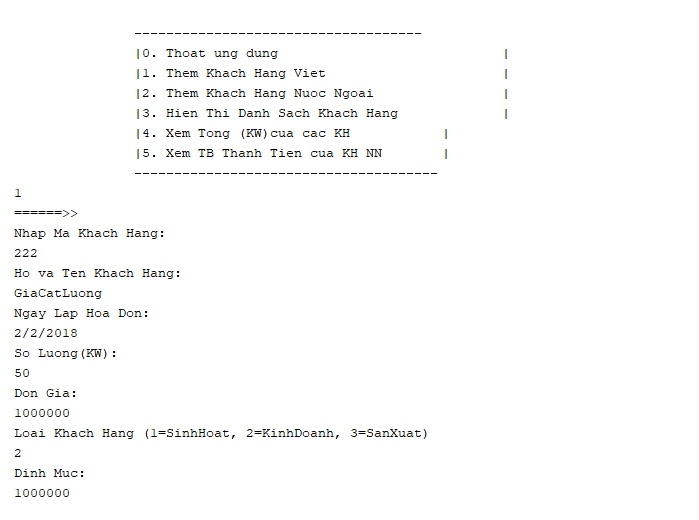 ------------------------------------
|0. Thoat ung dung |
|1. Them Khach Hang Viet |
|2. Them Khach Hang Nuoc Ngoai |
|3. Hien Thi Danh Sach Khach Hang |
|4. Xem Tong (KW)cua cac KH |
|5. Xem TB Thanh Tien cua KH NN |
--------------------------------------
1
======>>
Nhap Ma Khach Hang:
222
Ho va Ten Khach Hang:
GiaCatLuong
Ngay Lap Hoa Don:
2/2/2018
So Luong(KW):
50
Don Gia:
1000000
Loai Khach Hang (1=SinhHoat, 2=KinhDoanh, 3=SanXuat)
2
Dinh Muc:
1000000